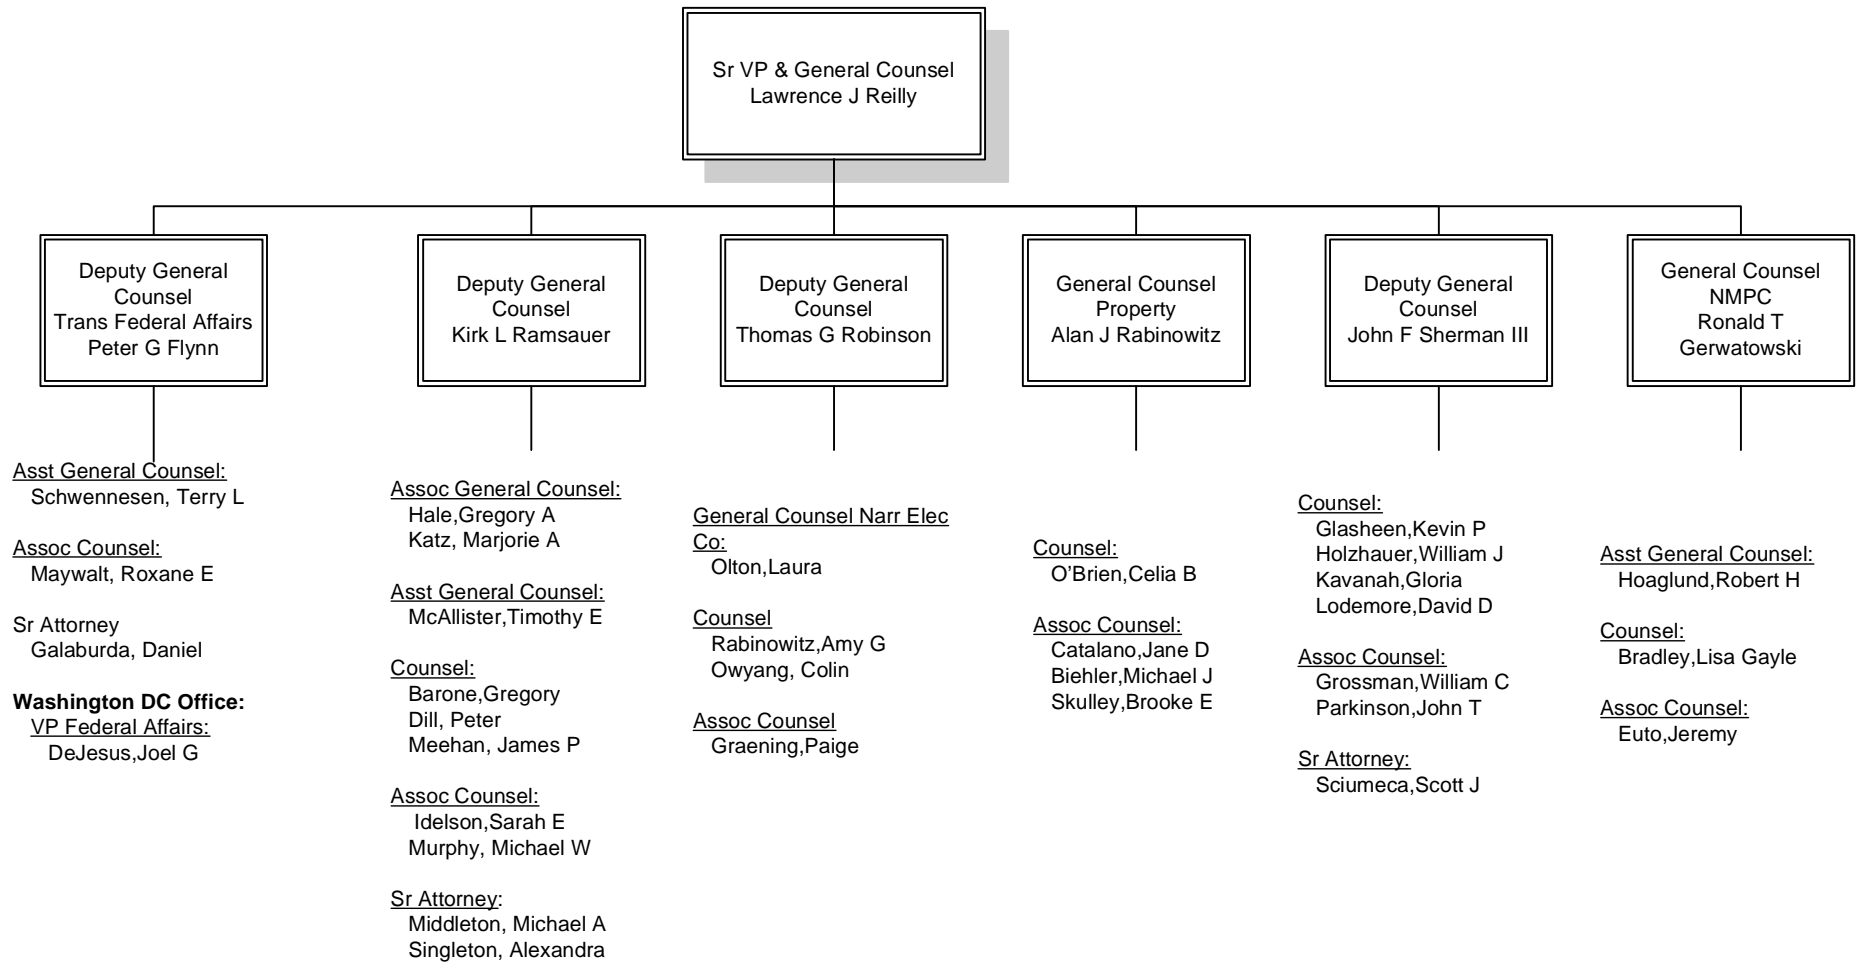 Sr VP & General Counsel
Lawrence J Reilly
Deputy General
Counsel
Trans Federal Affairs
Peter G Flynn
Deputy General
Counsel
Kirk L Ramsauer
Deputy General
Counsel
Thomas G Robinson
General Counsel
Property
Alan J Rabinowitz
Deputy General
Counsel
John F Sherman III
General Counsel
NMPC
Ronald T
Gerwatowski
Asst General Counsel:
Schwennesen, Terry L
Assoc Counsel:
Maywalt, Roxane E
Sr Attorney
Galaburda, Daniel
Washington DC Office:
VP Federal Affairs:
DeJesus,Joel G
Assoc General Counsel:
Hale,Gregory A
Katz, Marjorie A
Asst General Counsel:
McAllister,Timothy E
Counsel:
Barone,Gregory
Dill, Peter
Meehan, James P
Assoc Counsel:
Idelson,Sarah E
Murphy, Michael W
Sr Attorney:
Middleton, Michael A
Singleton, Alexandra
General Counsel Narr Elec
Co:
Olton,Laura
Counsel
Rabinowitz,Amy G
Owyang, Colin
Assoc Counsel
Graening,Paige
Counsel:
O'Brien,Celia B
Assoc Counsel:
Catalano,Jane D
Biehler,Michael J
Skulley,Brooke E
Counsel:
Glasheen,Kevin P
Holzhauer,William J
Kavanah,Gloria
Lodemore,David D
Assoc Counsel:
Grossman,William C
Parkinson,John T
Sr Attorney:
Sciumeca,Scott J
Asst General Counsel:
Hoaglund,Robert H
Counsel:
Bradley,Lisa Gayle
Assoc Counsel:
Euto,Jeremy